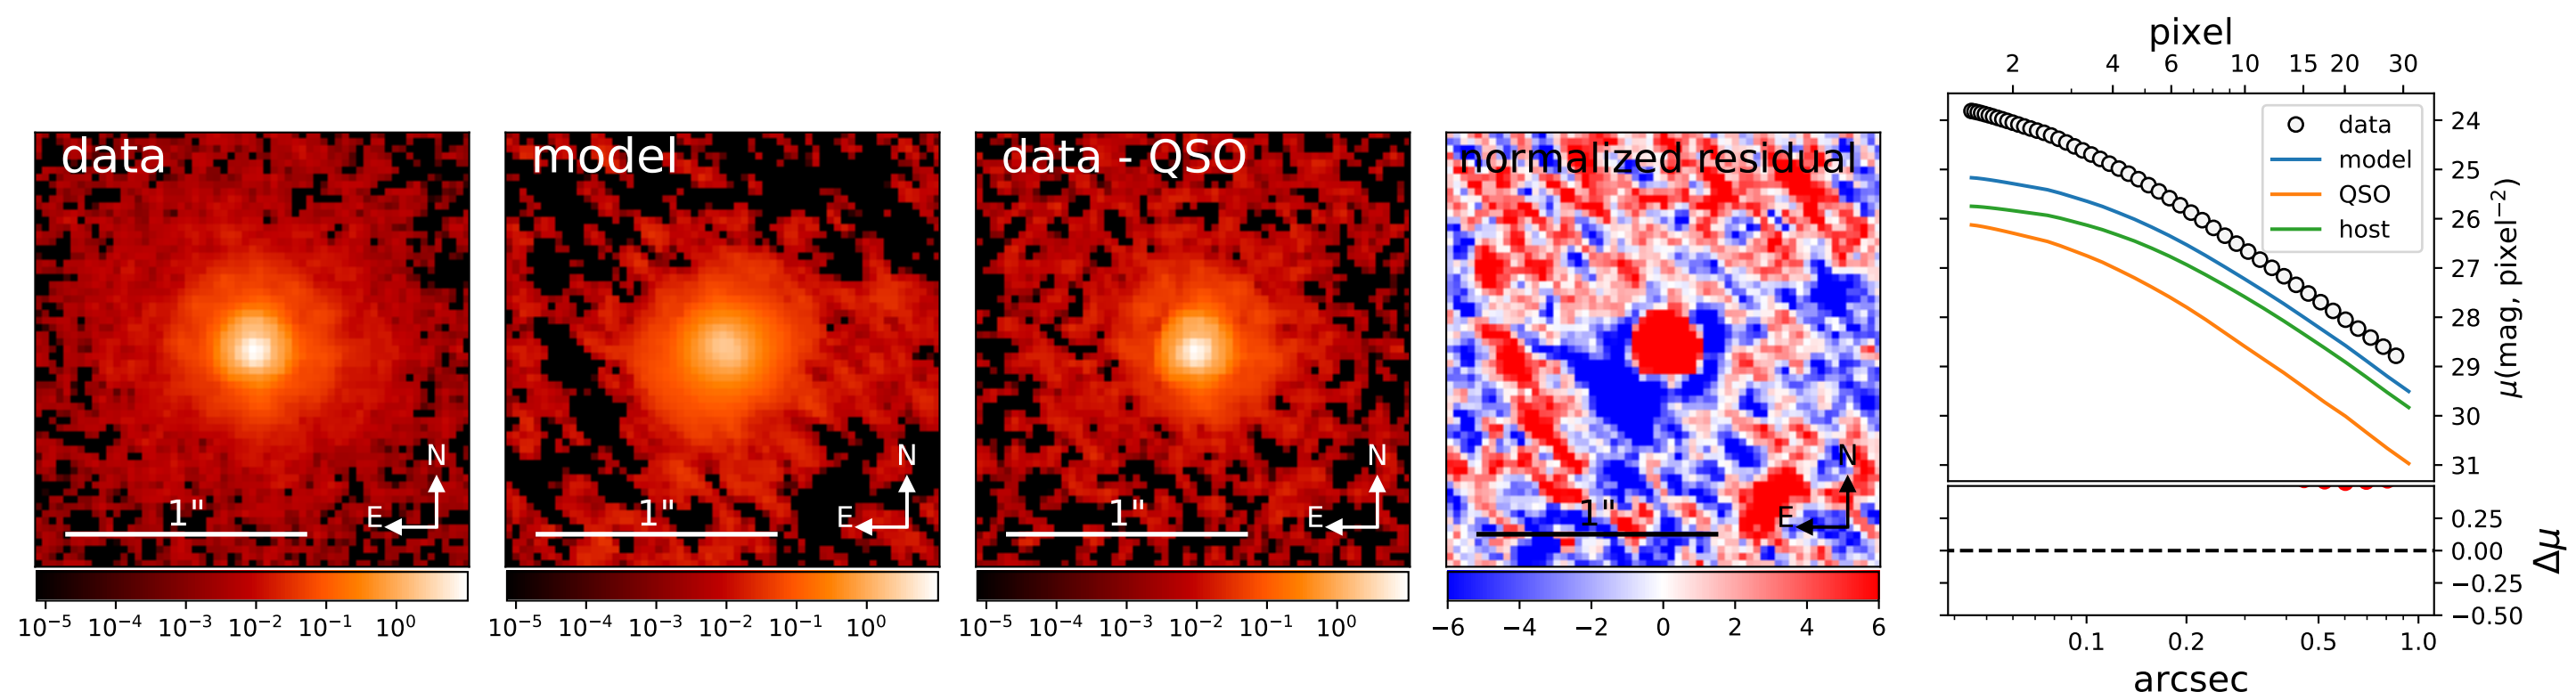 data
1"
N
E
10⁻⁵ 10⁻⁴ 10⁻³ 10⁻² 10⁻¹ 10⁰
model
1"
N
E
10⁻⁵ 10⁻⁴ 10⁻³ 10⁻² 10⁻¹ 10⁰
data - QSO
1"
N
E
10⁻⁵ 10⁻⁴ 10⁻³ 10⁻² 10⁻¹ 10⁰
normalized residual
1"
N
E
−6 −4 −2 0 2 4 6
pixel
2 4 6 10 15 20 30
data
model
QSO
host
24
25
26
27
28
29
30
31
μ(mag, pixel⁻²)
0.25
0.00
−0.25
−0.50
Δμ
0.1 0.2 0.5 1.0
arcsec